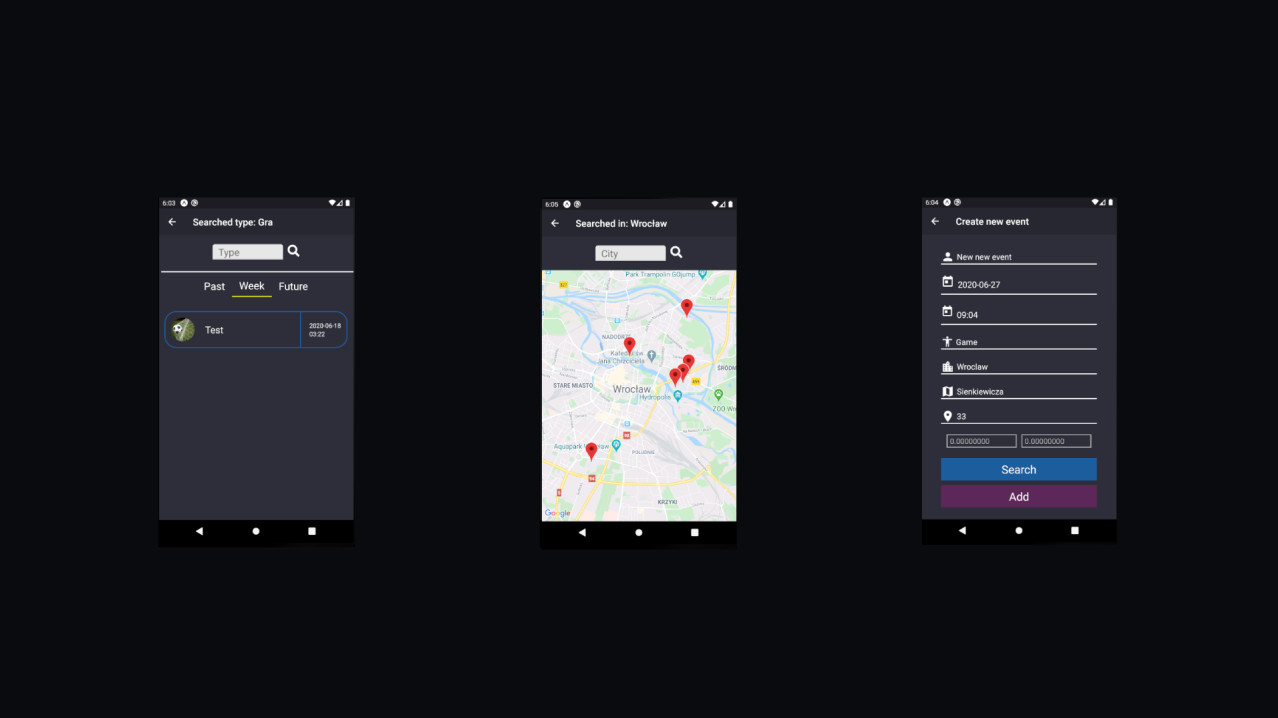 6:03
Searched type: Gra
Type
Past Week Future
Test
2020-06-18
03:22
6:05
Searched in: Wrocław
City
Park Trampolin GOjump
NADODRZE
Katedra św.
Jana Chrzciciela
STARE MIASTO
Wrocław
Hydropolis
ŚRÓDM
ZOO Wr
Aquapark Wrocław
POŁUDNIE
KRZYKI
Google
6:04
Create new event
New new event
2020-06-27
09:04
Game
Wroclaw
Sienkiewicza
33
0.00000000 0.00000000
Search
Add